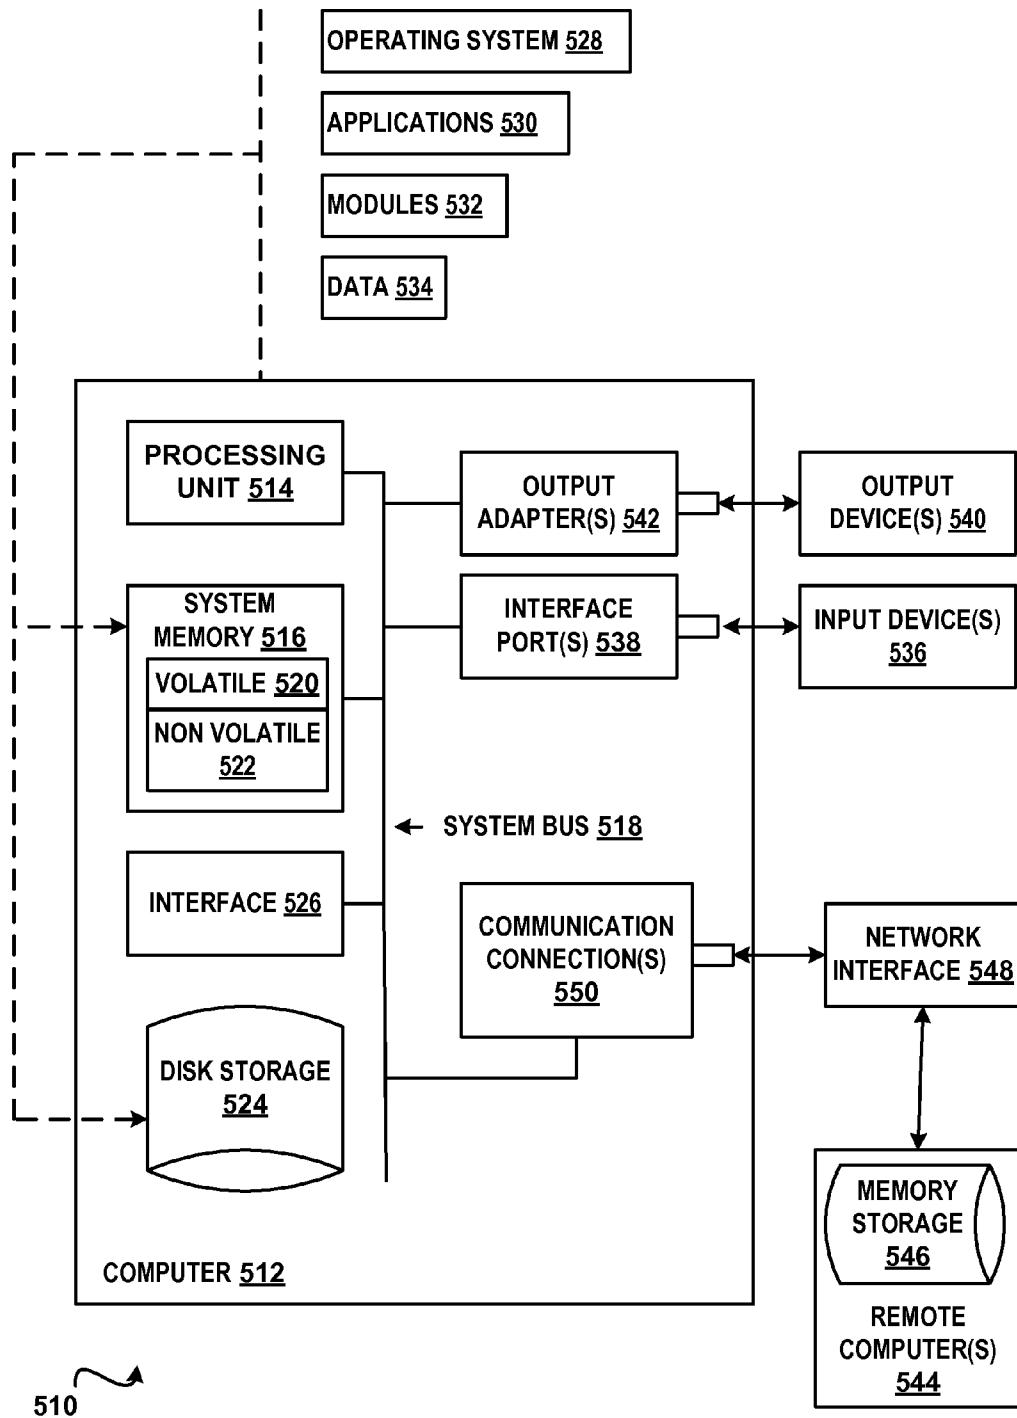 OPERATING SYSTEM 528
APPLICATIONS 530
MODULES 532
DATA 534
PROCESSING
UNIT 514
OUTPUT
ADAPTER(S) 542
OUTPUT
DEVICE(S) 540
SYSTEM
MEMORY 516
VOLATILE 520
NON VOLATILE
522
INTERFACE
PORT(S) 538
INPUT DEVICE(S)
536
SYSTEM BUS 518
INTERFACE 526
COMMUNICATION
CONNECTION(S)
550
NETWORK
INTERFACE 548
DISK STORAGE
524
MEMORY
STORAGE
546
REMOTE
COMPUTER(S)
544
COMPUTER 512
510